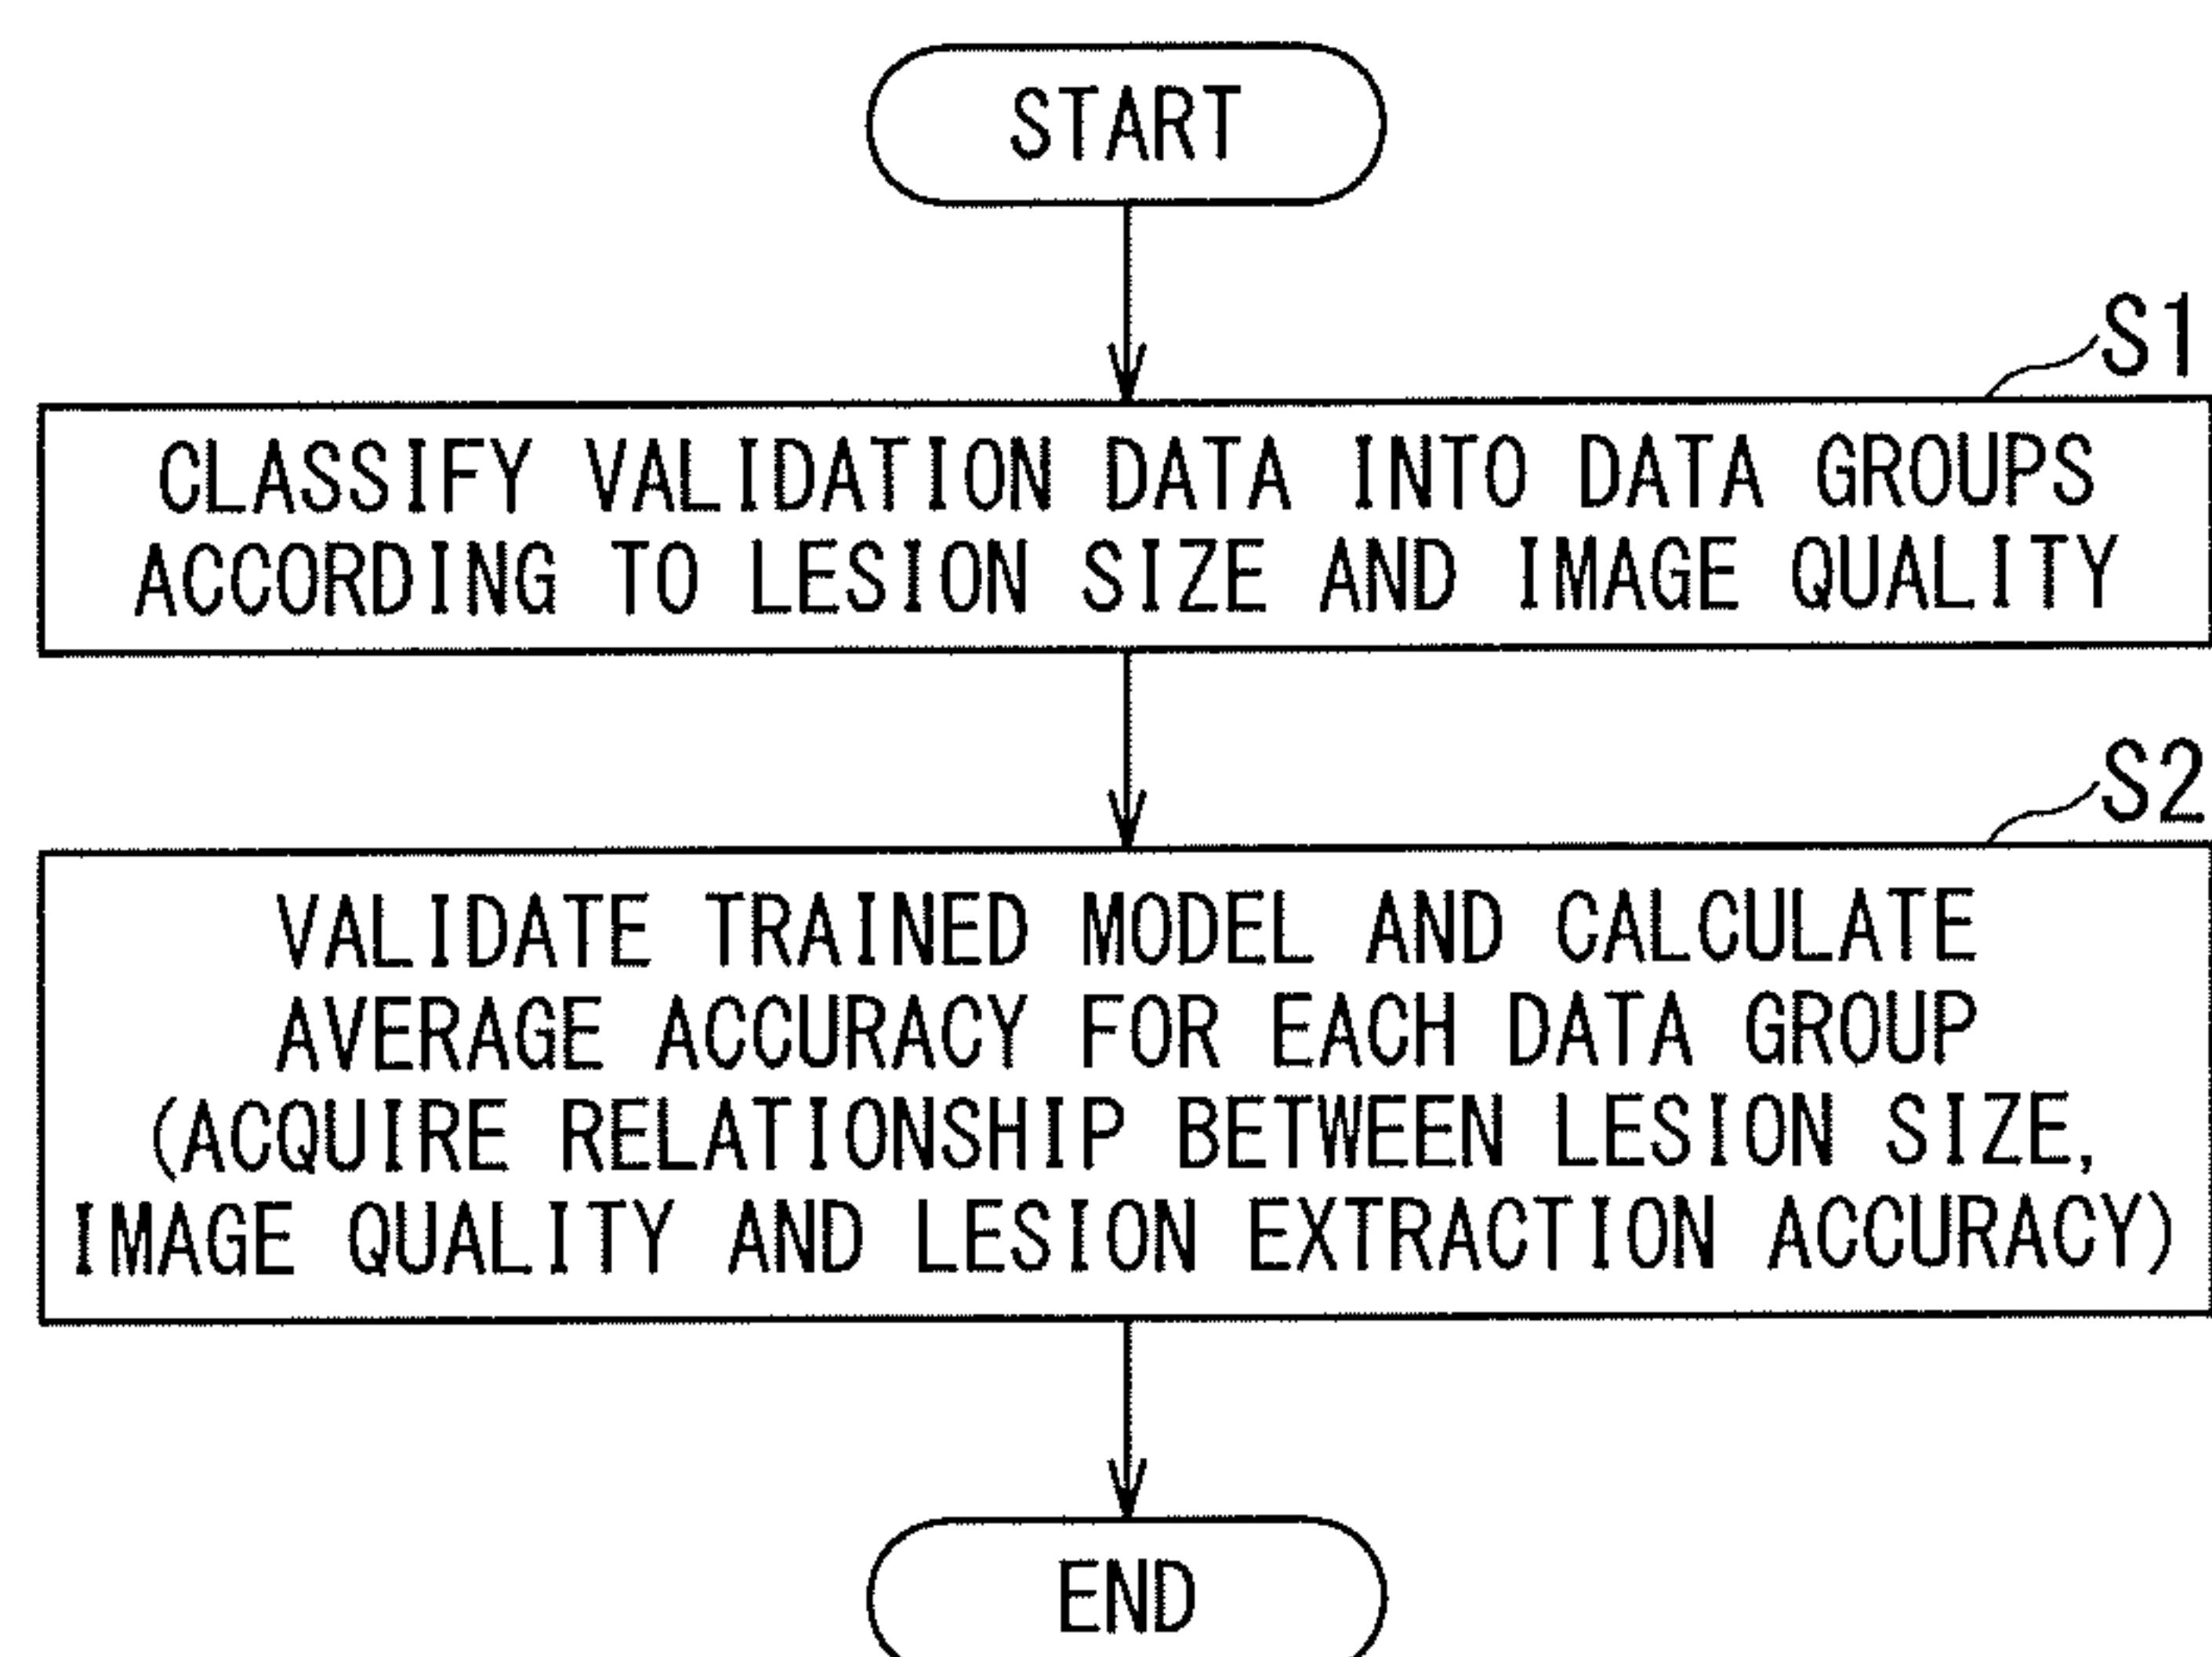 START
S1
CLASSIFY VALIDATION DATA INTO DATA GROUPS
ACCORDING TO LESION SIZE AND IMAGE QUALITY
S2
VALIDATE TRAINED MODEL AND CALCULATE
AVERAGE ACCURACY FOR EACH DATA GROUP
(ACQUIRE RELATIONSHIP BETWEEN LESION SIZE,
IMAGE QUALITY AND LESION EXTRACTION ACCURACY)
END